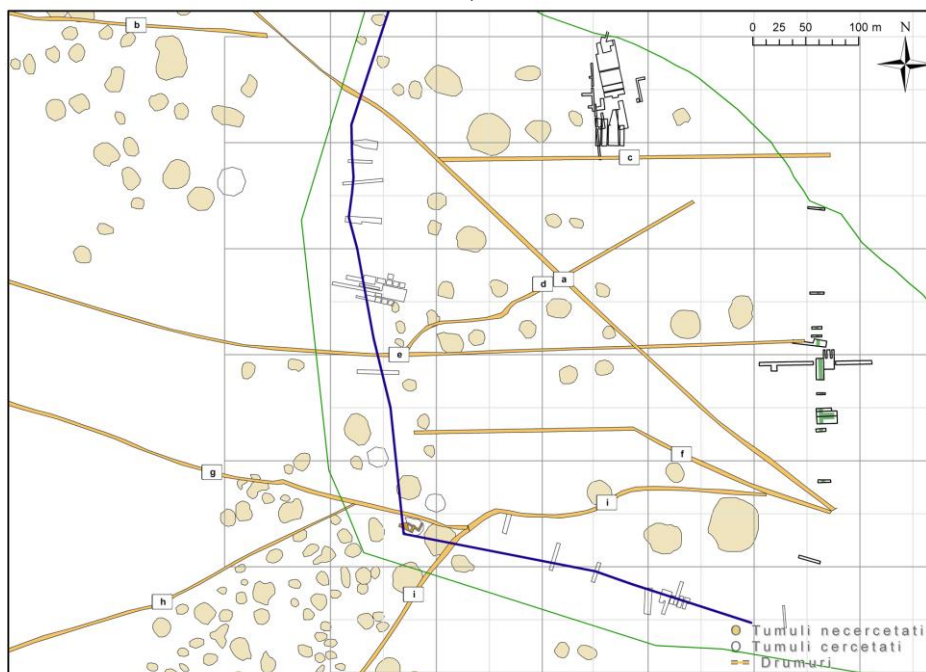 0 25 50 100 m
N
b
c
a
d
e
f
g
i
h
i
Tumuli necercetati
Tumuli cercetati
Drumuri